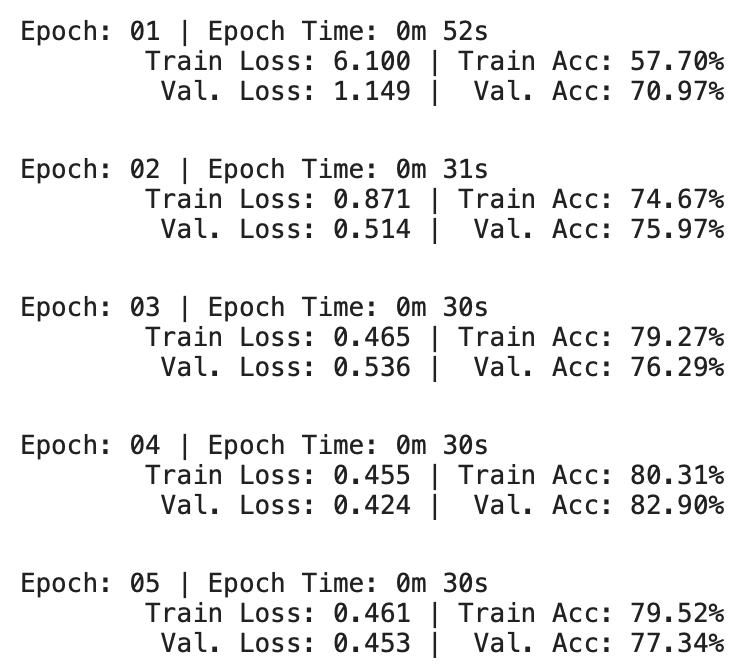 Epoch: 01 | Epoch Time: 0m 52s
Train Loss: 6.100 | Train Acc: 57.70%
Val. Loss: 1.149 | Val. Acc: 70.97%
Epoch: 02 | Epoch Time: 0m 31s
Train Loss: 0.871 | Train Acc: 74.67%
Val. Loss: 0.514 | Val. Acc: 75.97%
Epoch: 03 | Epoch Time: 0m 30s
Train Loss: 0.465 | Train Acc: 79.27%
Val. Loss: 0.536 | Val. Acc: 76.29%
Epoch: 04 | Epoch Time: 0m 30s
Train Loss: 0.455 | Train Acc: 80.31%
Val. Loss: 0.424 | Val. Acc: 82.90%
Epoch: 05 | Epoch Time: 0m 30s
Train Loss: 0.461 | Train Acc: 79.52%
Val. Loss: 0.453 | Val. Acc: 77.34%